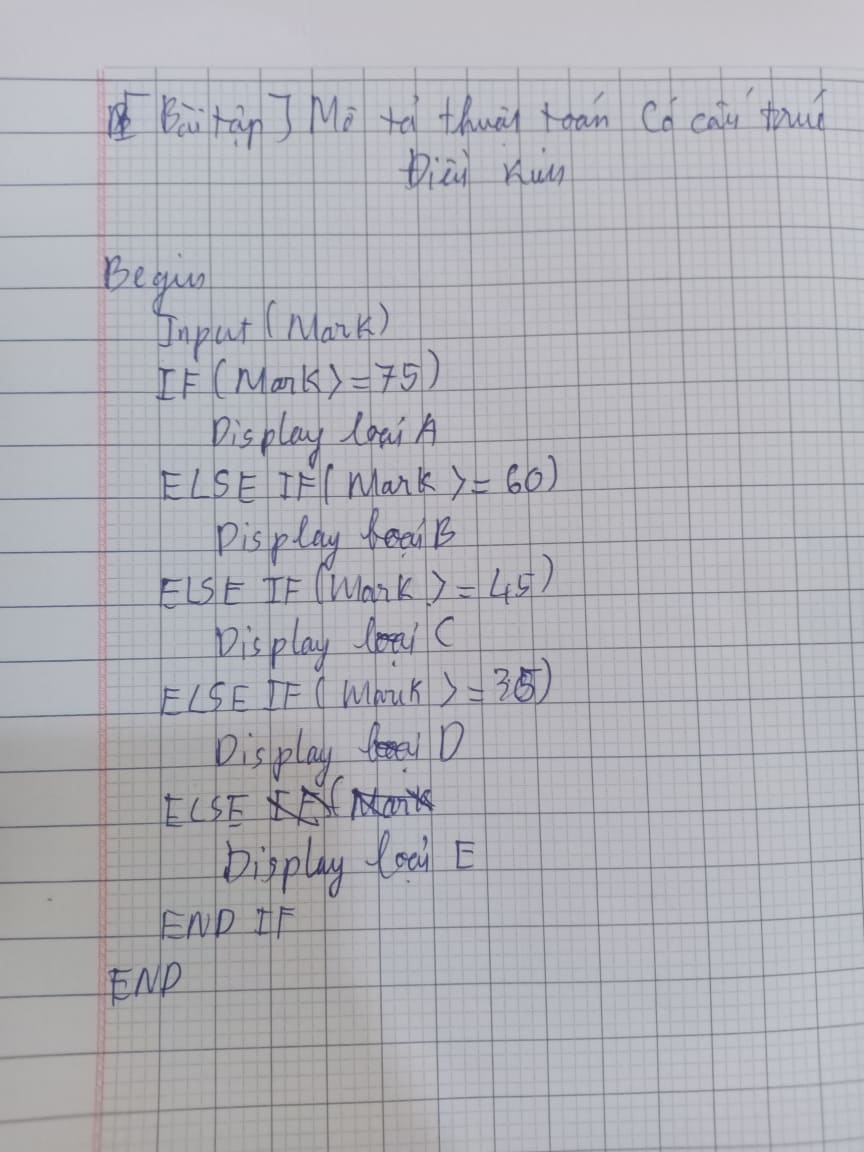 [Bài tập] Mô tả thuật toán có cấu trúc
Điều kiện
Begin
Input (Mark)
IF (Mark >= 75)
Display loại A
ELSE IF (Mark >= 60)
Display loại B
ELSE IF (Mark >= 45)
Display loại C
ELSE IF (Mark >= 35)
Display loại D
ELSE
Display loại E
END IF
END